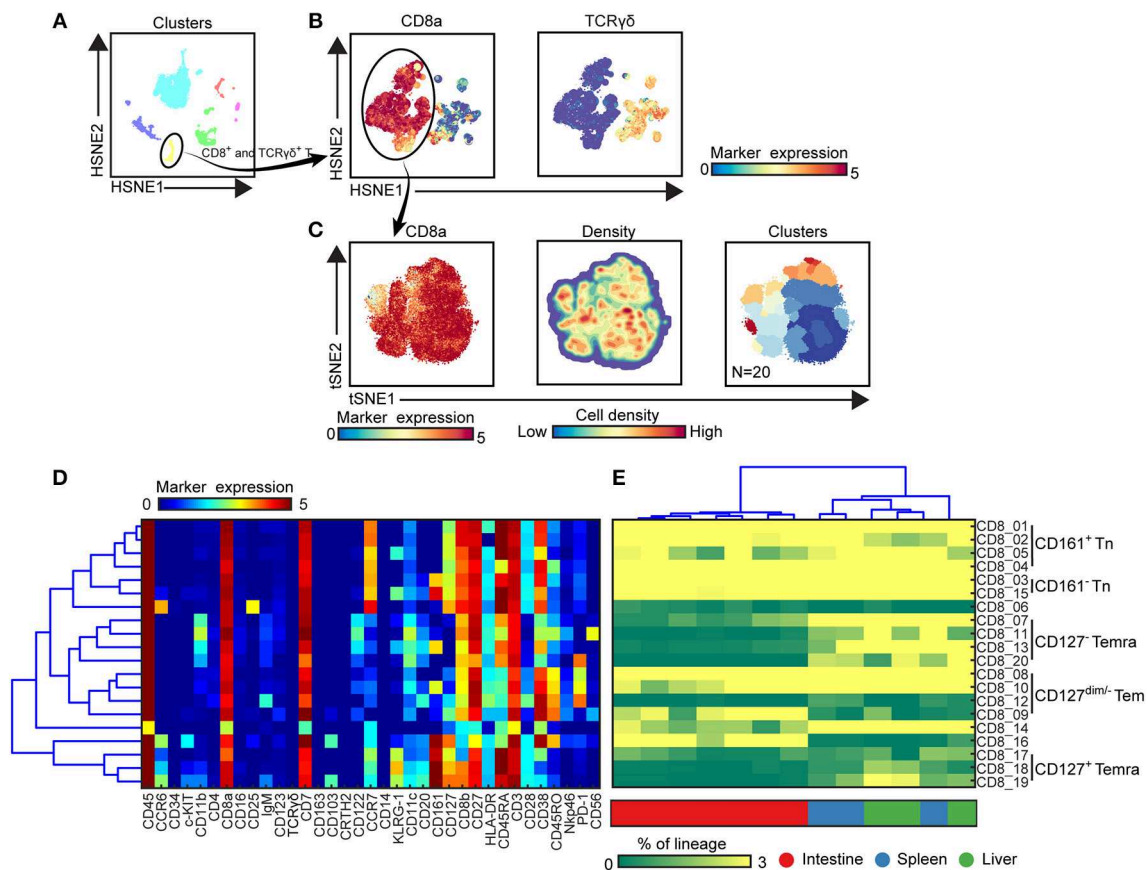 A
Clusters
HSNE2
HSNE1
CD8+ and TCRγδ+ T
B
CD8a
TCRγδ
HSNE2
HSNE1
Marker expression
0
5
C
CD8a
Density
Clusters
tSNE2
tSNE1
N=20
Marker expression
0
5
Cell density
Low
High
D
Marker expression
0
5
CD45
CCR6
CD34
c-KIT
CD11b
CD4
CD8a
CD16
CD25
IgM
CD123
TCRγδ
CD7
CD163
CD103
CRTH2
CD122
CCR7
CD14
KLRG-1
CD11c
CD20
CD161
CD127
CD8b
CD27
HLA-DR
CD45RA
CD3
CD28
CD38
CD45RO
Nkp46
PD-1
CD56
E
CD8_01
CD8_02
CD8_05
CD8_04
CD8_03
CD8_15
CD8_06
CD8_07
CD8_11
CD8_13
CD8_20
CD8_08
CD8_10
CD8_12
CD8_09
CD8_14
CD8_16
CD8_17
CD8_18
CD8_19
CD161+ Tn
CD161- Tn
CD127- Temra
CD127dim/- Tem
CD127+ Temra
% of lineage
0
3
Intestine
Spleen
Liver